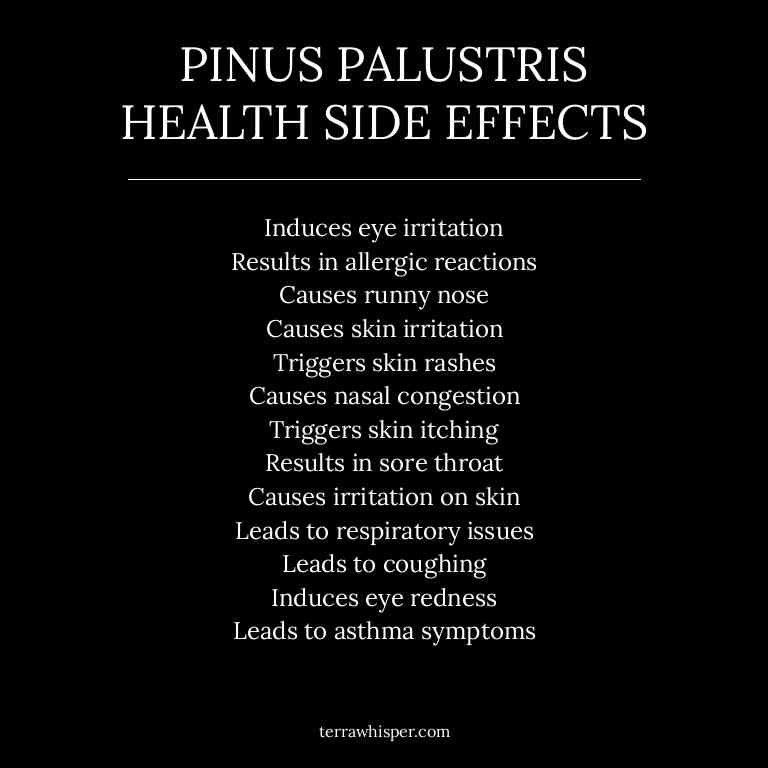 PINUS PALUSTRIS
HEALTH SIDE EFFECTS
Induces eye irritation
Results in allergic reactions
Causes runny nose
Causes skin irritation
Triggers skin rashes
Causes nasal congestion
Triggers skin itching
Results in sore throat
Causes irritation on skin
Leads to respiratory issues
Leads to coughing
Induces eye redness
Leads to asthma symptoms
terrawhisper.com